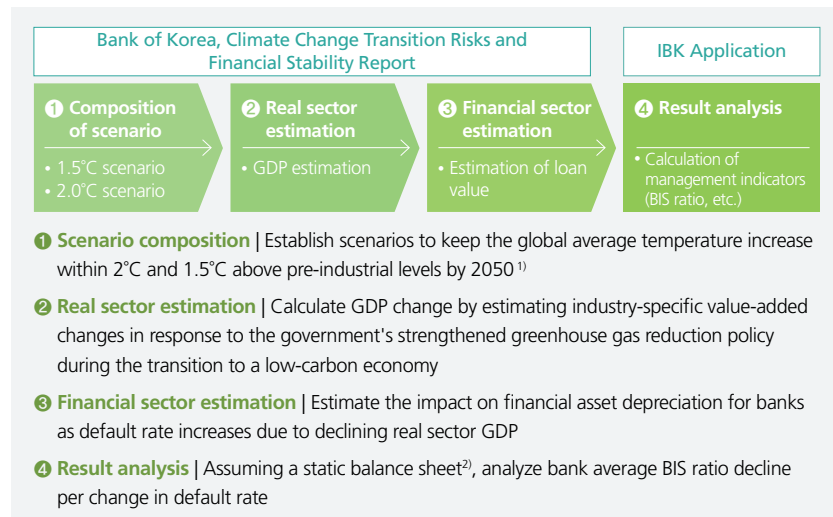 Bank of Korea, Climate Change Transition Risks and
Financial Stability Report
IBK Application
❶ Composition
of scenario
• 1.5˚C scenario
• 2.0˚C scenario
❷ Real sector
estimation
• GDP estimation
❸ Financial sector
estimation
• Estimation of loan
value
❹ Result analysis
• Calculation of
management indicators
(BIS ratio, etc.)
❶ Scenario composition | Establish scenarios to keep the global average temperature increase
within 2˚C and 1.5˚C above pre-industrial levels by 2050 1)
❷ Real sector estimation | Calculate GDP change by estimating industry-specific value-added
changes in response to the government's strengthened greenhouse gas reduction policy
during the transition to a low-carbon economy
❸ Financial sector estimation | Estimate the impact on financial asset depreciation for banks
as default rate increases due to declining real sector GDP
❹ Result analysis | Assuming a static balance sheet2), analyze bank average BIS ratio decline
per change in default rate